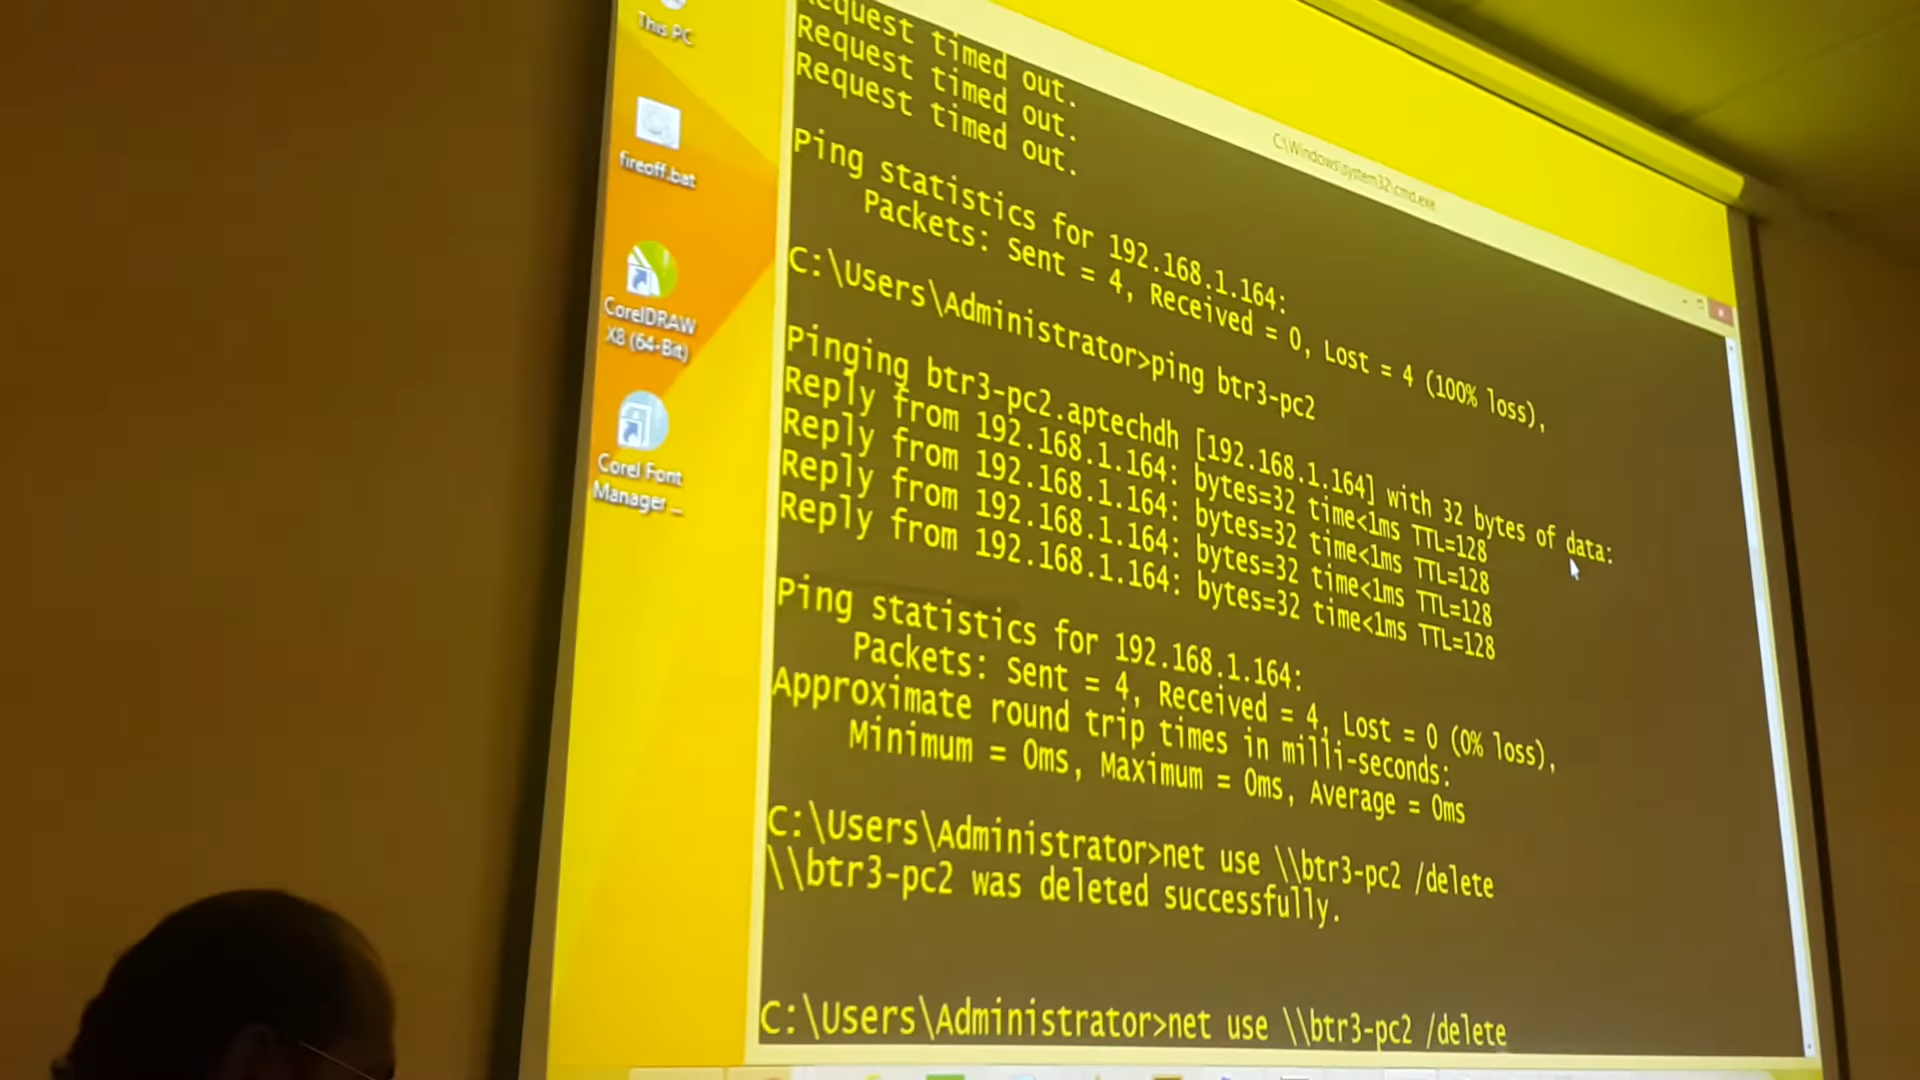 This PC
fireoff.bat
CorelDRAW
X8 (64-Bit)
Corel Font
Manager ...
C:\Windows\system32\cmd.exe
Request timed out.
Request timed out.
Request timed out.
Ping statistics for 192.168.1.164:
Packets: Sent = 4, Received = 0, Lost = 4 (100% loss),
C:\Users\Administrator>ping btr3-pc2
Pinging btr3-pc2.aptechdh [192.168.1.164] with 32 bytes of data:
Reply from 192.168.1.164: bytes=32 time<1ms TTL=128
Reply from 192.168.1.164: bytes=32 time<1ms TTL=128
Reply from 192.168.1.164: bytes=32 time<1ms TTL=128
Reply from 192.168.1.164: bytes=32 time<1ms TTL=128
Ping statistics for 192.168.1.164:
Packets: Sent = 4, Received = 4, Lost = 0 (0% loss),
Approximate round trip times in milli-seconds:
Minimum = 0ms, Maximum = 0ms, Average = 0ms
C:\Users\Administrator>net use \\btr3-pc2 /delete
\\btr3-pc2 was deleted successfully.
C:\Users\Administrator>net use \\btr3-pc2 /delete